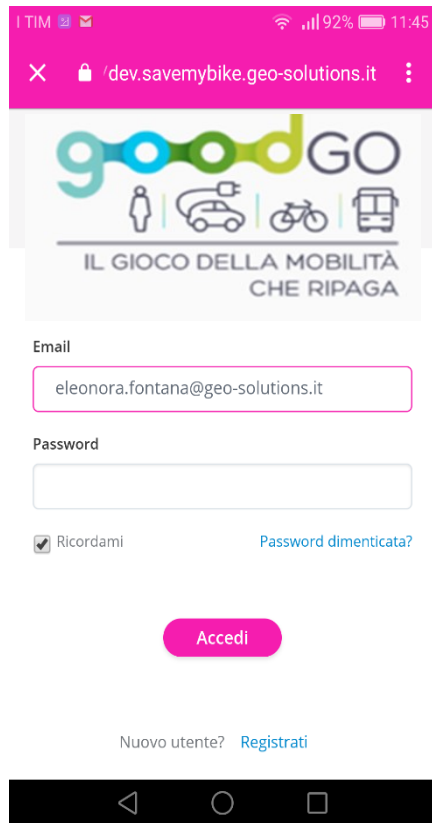 I TIM 92% 11:45
/dev.savemybike.geo-solutions.it
goodGO
IL GIOCO DELLA MOBILITÀ
CHE RIPAGA
Email
eleonora.fontana@geo-solutions.it
Password
Ricordami Password dimenticata?
Accedi
Nuovo utente? Registrati